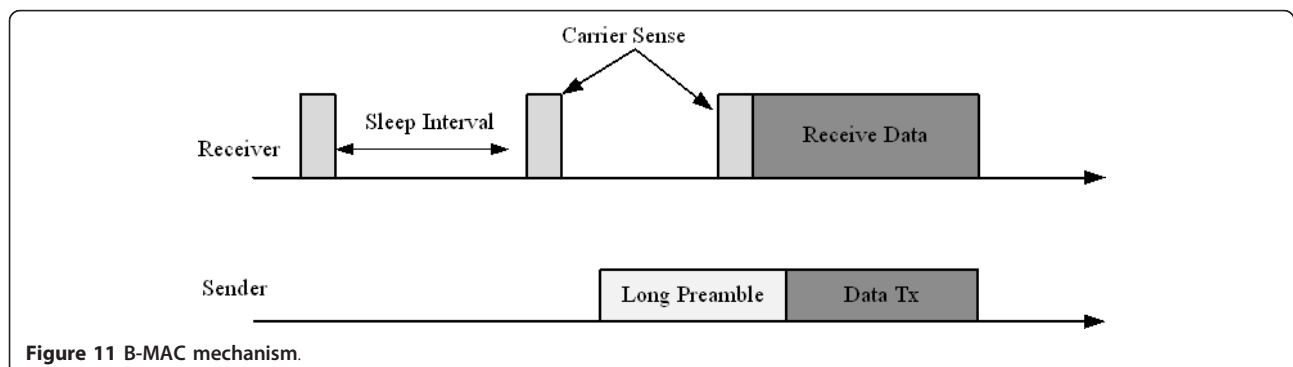 Carrier Sense
Sleep Interval
Receiver
Receive Data
Sender
Long Preamble
Data Tx
Figure 11 B-MAC mechanism.